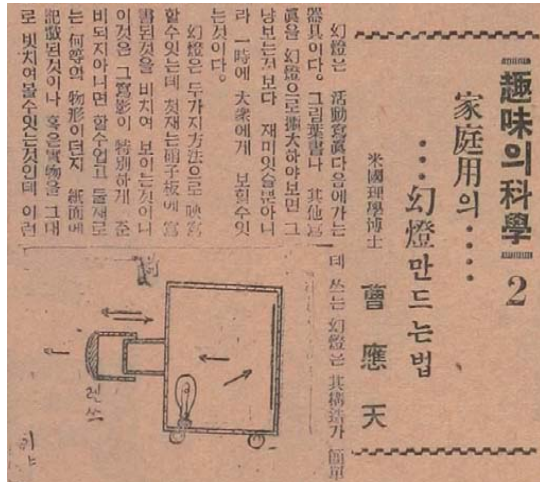 趣味의科學 2
家庭用의....
...幻燈만드는법
米國理學博士 曹應天
幻燈은 活動寫眞다음에가는
器具이다。그림葉書나 其他寫
眞을 幻燈으로擴大하야보면 그
냥보는것보다 재미잇슬뿐아니
라 一時에 大衆에게 보힐수잇
는것이다。
幻燈은 두가지方法으로 映寫
할수잇는데 첫재는硝子板에 寫
書된것을 비치여 보이는것이니
이것을 그寫影이 特別하게 준
비되지아니면 할수업고 둘재로
는 何等의 物形이던지 紙面에
記載된것이나 혹은實物을 그대
로 빗치여볼수잇는것인데 이런
테 쓰는 幻燈은 其構造가 簡單
렌쓰